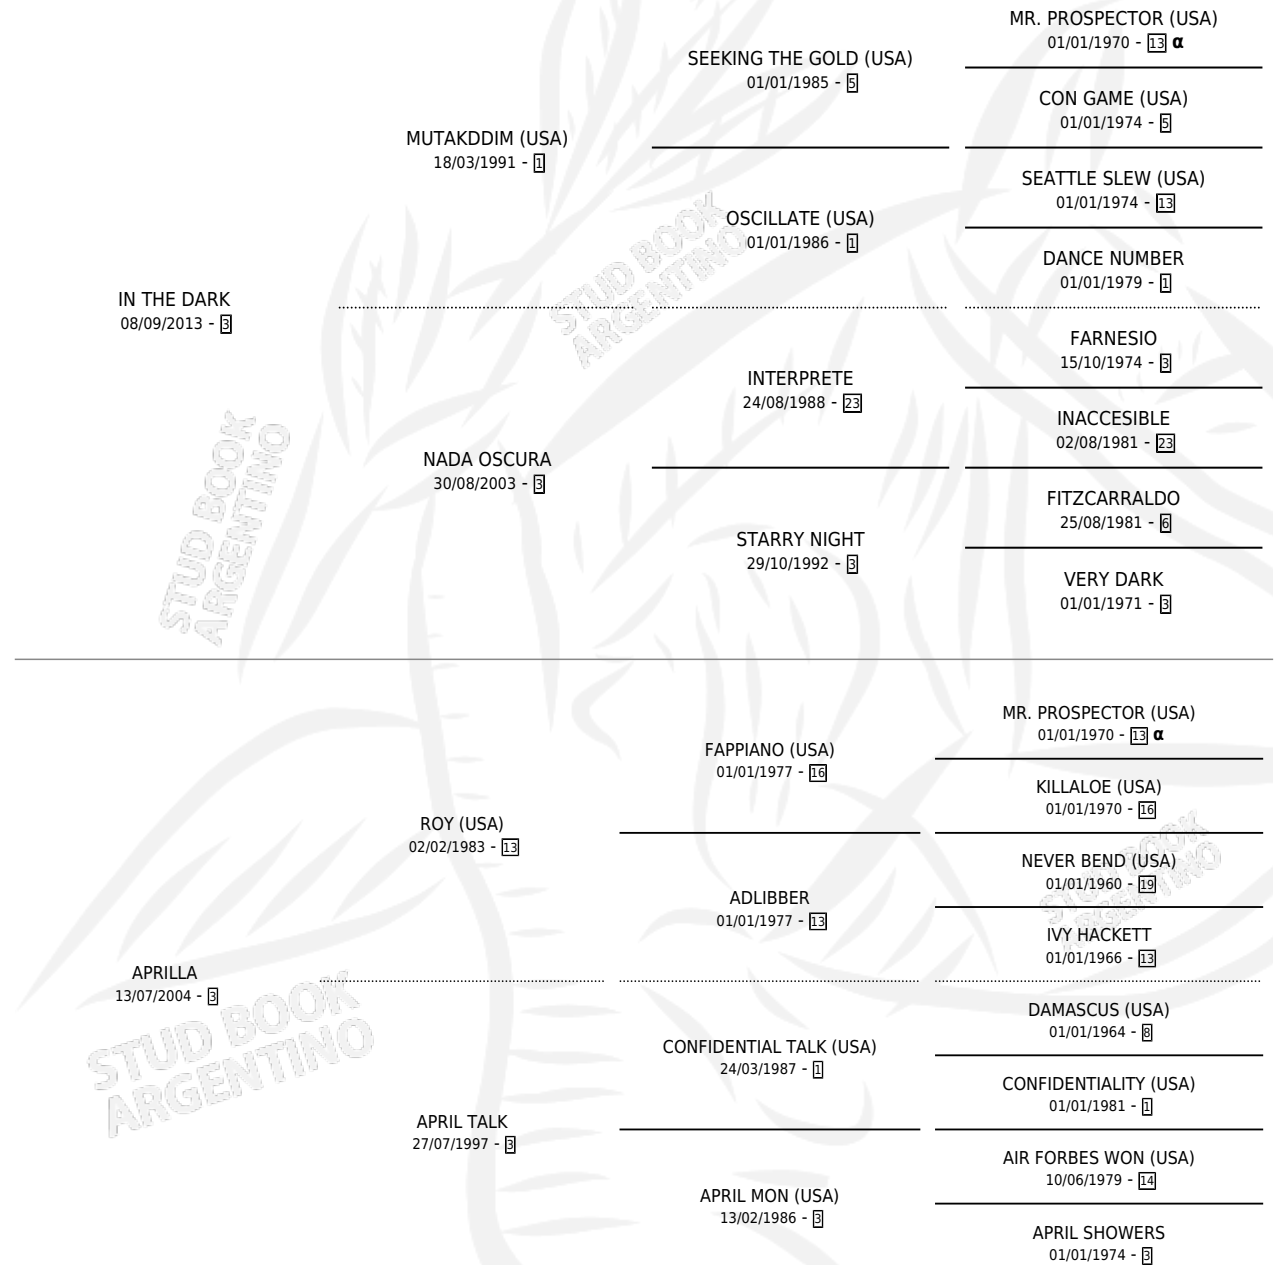 MR. PROSPECTOR (USA)
01/01/1970 - 13 α
SEEKING THE GOLD (USA)
01/01/1985 - 5
CON GAME (USA)
01/01/1974 - 5
MUTAKDDIM (USA)
18/03/1991 - 1
SEATTLE SLEW (USA)
01/01/1974 - 13
OSCILLATE (USA)
01/01/1986 - 1
DANCE NUMBER
01/01/1979 - 1
IN THE DARK
08/09/2013 - 3
FARNESIO
15/10/1974 - 3
INTERPRETE
24/08/1988 - 23
INACCESIBLE
02/08/1981 - 23
NADA OSCURA
30/08/2003 - 3
FITZCARRALDO
25/08/1981 - 6
STARRY NIGHT
29/10/1992 - 3
VERY DARK
01/01/1971 - 3
MR. PROSPECTOR (USA)
01/01/1970 - 13 α
FAPPIANO (USA)
01/01/1977 - 16
KILLALOE (USA)
01/01/1970 - 16
ROY (USA)
02/02/1983 - 13
NEVER BEND (USA)
01/01/1960 - 19
ADLIBBER
01/01/1977 - 13
IVY HACKETT
01/01/1966 - 13
APRILLA
13/07/2004 - 3
DAMASCUS (USA)
01/01/1964 - 8
CONFIDENTIAL TALK (USA)
24/03/1987 - 1
CONFIDENTIALITY (USA)
01/01/1981 - 1
APRIL TALK
27/07/1997 - 3
AIR FORBES WON (USA)
10/06/1979 - 14
APRIL MON (USA)
13/02/1986 - 3
APRIL SHOWERS
01/01/1974 - 3
STUD BOOK
ARGENTINO
STUD BOOK
ARGENTINO
STUD BOOK
ARGENTINO
STUD BOOK
ARGENTINO